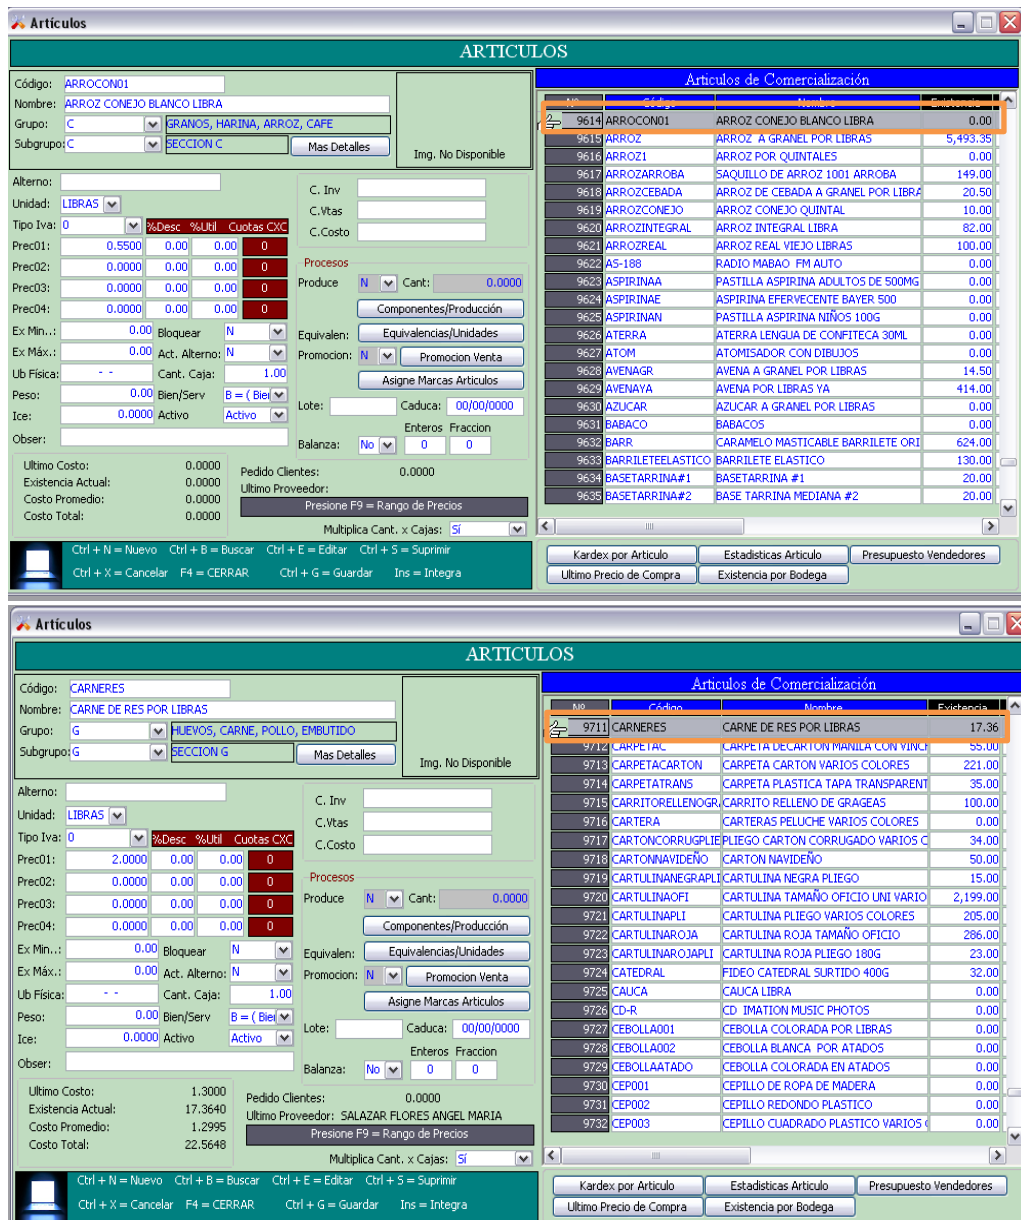 Artículos
ARTICULOS
Código: ARROCON01
Nombre: ARROZ CONEJO BLANCO LIBRA
Grupo: C GRANOS, HARINA, ARROZ, CAFE
Subgrupo: C SECCION C Mas Detalles
Img. No Disponible
Alterno:
Unidad: LIBRAS
Tipo Iva: 0 %Desc %Util Cuotas CXC
Prec01: 0.5500 0.00 0.00 0
Prec02: 0.0000 0.00 0.00 0
Prec03: 0.0000 0.00 0.00 0
Prec04: 0.0000 0.00 0.00 0
Ex Min..: 0.00 Bloquear N
Ex Máx.: 0.00 Act. Alterno: N
Ub Física: - - Cant. Caja: 1.00
Peso: 0.00 Bien/Serv B = ( Bier
Ice: 0.0000 Activo Activo
Obser:
C. Inv
C.Vtas
C.Costo
Procesos
Produce N Cant: 0.0000
Componentes/Producción
Equivalen: Equivalencias/Unidades
Promocion: N Promocion Venta
Asigne Marcas Articulos
Lote: Caduca: 00/00/0000
Enteros Fraccion
Balanza: No 0 0
Ultimo Costo: 0.0000
Existencia Actual: 0.0000
Costo Promedio: 0.0000
Costo Total: 0.0000
Pedido Clientes: 0.0000
Ultimo Proveedor:
Presione F9 = Rango de Precios
Multiplica Cant. x Cajas: Sí
Ctrl + N = Nuevo Ctrl + B = Buscar Ctrl + E = Editar Ctrl + S = Suprimir
Ctrl + X = Cancelar F4 = CERRAR Ctrl + G = Guardar Ins = Integra
Articulos de Comercialización
Nº Código Nombre Existencia
9614 ARROCON01 ARROZ CONEJO BLANCO LIBRA 0.00
9615 ARROZ ARROZ A GRANEL POR LIBRAS 5,493.35
9616 ARROZ1 ARROZ POR QUINTALES 0.00
9617 ARROZARROBA SAQUILLO DE ARROZ 1001 ARROBA 149.00
9618 ARROZCEBADA ARROZ DE CEBADA A GRANEL POR LIBRA 20.50
9619 ARROZCONEJO ARROZ CONEJO QUINTAL 10.00
9620 ARROZINTEGRAL ARROZ INTEGRAL LIBRA 82.00
9621 ARROZREAL ARROZ REAL VIEJO LIBRAS 100.00
9622 AS-188 RADIO MABAO FM AUTO 0.00
9623 ASPIRINAA PASTILLA ASPIRINA ADULTOS DE 500MG 0.00
9624 ASPIRINAE ASPIRINA EFERVECENTE BAYER 500 0.00
9625 ASPIRINAN PASTILLA ASPIRINA NIÑOS 100G 0.00
9626 ATERRA ATERRA LENGUA DE CONFITECA 30ML 0.00
9627 ATOM ATOMISADOR CON DIBUJOS 0.00
9628 AVENAGR AVENA A GRANEL POR LIBRAS 14.50
9629 AVENAYA AVENA POR LIBRAS YA 414.00
9630 AZUCAR AZUCAR A GRANEL POR LIBRAS 0.00
9631 BABACO BABACOS 0.00
9632 BARR CARAMELO MASTICABLE BARRILETE ORI 624.00
9633 BARRILETEELASTICO BARRILETE ELASTICO 130.00
9634 BASETARRINA#1 BASETARRINA #1 20.00
9635 BASETARRINA#2 BASE TARRINA MEDIANA #2 20.00
Kardex por Articulo Estadisticas Articulo Presupuesto Vendedores
Ultimo Precio de Compra Existencia por Bodega
Artículos
ARTICULOS
Código: CARNERES
Nombre: CARNE DE RES POR LIBRAS
Grupo: G HUEVOS, CARNE, POLLO, EMBUTIDO
Subgrupo: G SECCION G Mas Detalles
Img. No Disponible
Alterno:
Unidad: LIBRAS
Tipo Iva: 0 %Desc %Util Cuotas CXC
Prec01: 2.0000 0.00 0.00 0
Prec02: 0.0000 0.00 0.00 0
Prec03: 0.0000 0.00 0.00 0
Prec04: 0.0000 0.00 0.00 0
Ex Min..: 0.00 Bloquear N
Ex Máx.: 0.00 Act. Alterno: N
Ub Física: - - Cant. Caja: 1.00
Peso: 0.00 Bien/Serv B = ( Bier
Ice: 0.0000 Activo Activo
Obser:
C. Inv
C.Vtas
C.Costo
Procesos
Produce N Cant: 0.0000
Componentes/Producción
Equivalen: Equivalencias/Unidades
Promocion: N Promocion Venta
Asigne Marcas Articulos
Lote: Caduca: 00/00/0000
Enteros Fraccion
Balanza: No 0 0
Ultimo Costo: 1.3000
Existencia Actual: 17.3640
Costo Promedio: 1.2995
Costo Total: 22.5648
Pedido Clientes: 0.0000
Ultimo Proveedor: SALAZAR FLORES ANGEL MARIA
Presione F9 = Rango de Precios
Multiplica Cant. x Cajas: Sí
Ctrl + N = Nuevo Ctrl + B = Buscar Ctrl + E = Editar Ctrl + S = Suprimir
Ctrl + X = Cancelar F4 = CERRAR Ctrl + G = Guardar Ins = Integra
Articulos de Comercialización
Nº Código Nombre Existencia
9711 CARNERES CARNE DE RES POR LIBRAS 17.36
9712 CARPETAC CARPETA DECARTON MANILA CON VINCH 55.00
9713 CARPETACARTON CARPETA CARTON VARIOS COLORES 221.00
9714 CARPETATRANS CARPETA PLASTICA TAPA TRANSPARENT 35.00
9715 CARRITORELLENOGR CARRITO RELLENO DE GRAGEAS 100.00
9716 CARTERA CARTERAS PELUCHE VARIOS COLORES 0.00
9717 CARTONCORRUGPLIE PLIEGO CARTON CORRUGADO VARIOS C 34.00
9718 CARTONNAVIDEÑO CARTON NAVIDEÑO 50.00
9719 CARTULINANEGRAPLI CARTULINA NEGRA PLIEGO 15.00
9720 CARTULINAOFI CARTULINA TAMAÑO OFICIO UNI VARIO 2,199.00
9721 CARTULINAPLI CARTULINA PLIEGO VARIOS COLORES 205.00
9722 CARTULINAROJA CARTULINA ROJA TAMAÑO OFICIO 286.00
9723 CARTULINAROJAPLI CARTULINA ROJA PLIEGO 180G 23.00
9724 CATEDRAL FIDEO CATEDRAL SURTIDO 400G 32.00
9725 CAUCA CAUCA LIBRA 0.00
9726 CD-R CD IMATION MUSIC PHOTOS 0.00
9727 CEBOLLA001 CEBOLLA COLORADA POR LIBRAS 0.00
9728 CEBOLLA002 CEBOLLA BLANCA POR ATADOS 0.00
9729 CEBOLLAATADO CEBOLLA COLORADA EN ATADOS 0.00
9730 CEP001 CEPILLO DE ROPA DE MADERA 0.00
9731 CEP002 CEPILLO REDONDO PLASTICO 0.00
9732 CEP003 CEPILLO CUADRADO PLASTICO VARIOS 0.00
Kardex por Articulo Estadisticas Articulo Presupuesto Vendedores
Ultimo Precio de Compra Existencia por Bodega